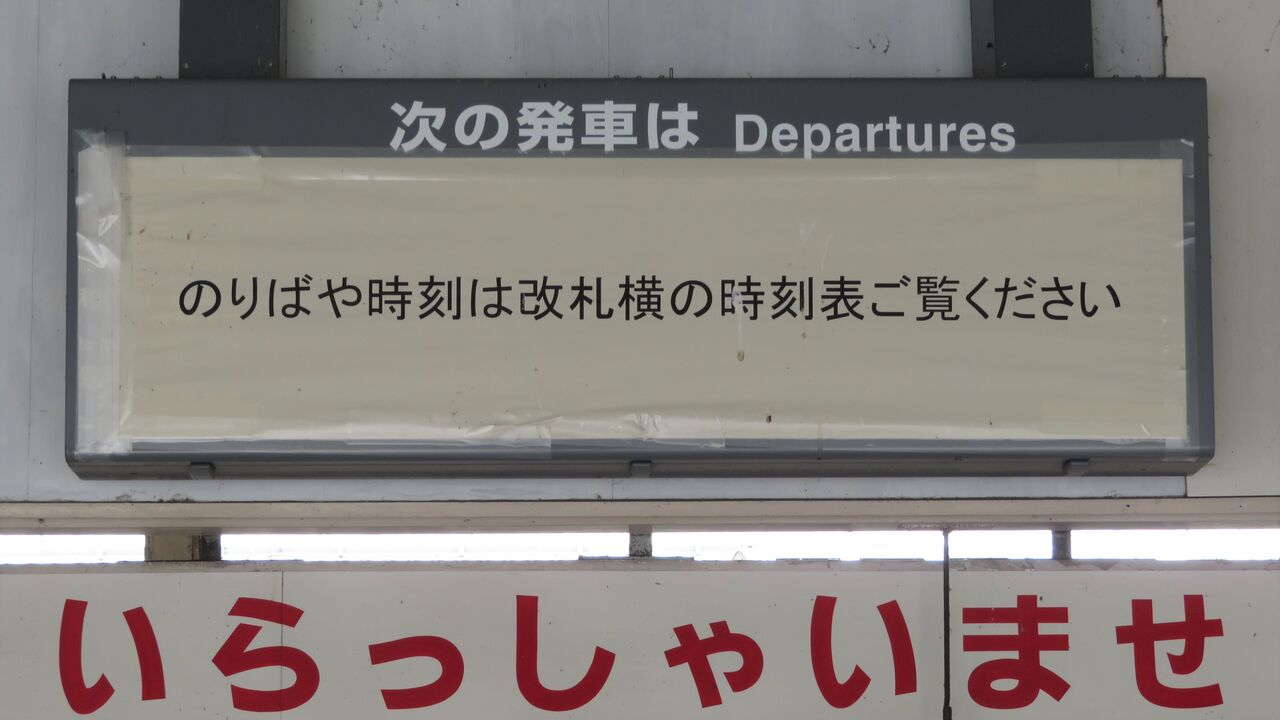 次の発車は Departures
のりばや時刻は改札横の時刻表ご覧ください
いらっしゃいませ